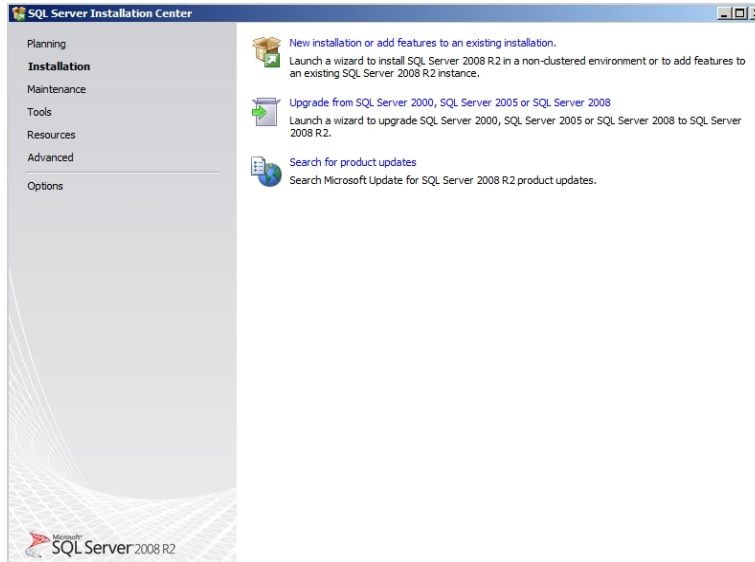 SQL Server Installation Center
Planning
Installation
Maintenance
Tools
Resources
Advanced
Options
New installation or add features to an existing installation.
Launch a wizard to install SQL Server 2008 R2 in a non-clustered environment or to add features to
an existing SQL Server 2008 R2 instance.
Upgrade from SQL Server 2000, SQL Server 2005 or SQL Server 2008
Launch a wizard to upgrade SQL Server 2000, SQL Server 2005 or SQL Server 2008 to SQL Server
2008 R2.
Search for product updates
Search Microsoft Update for SQL Server 2008 R2 product updates.
Microsoft
SQL Server 2008 R2